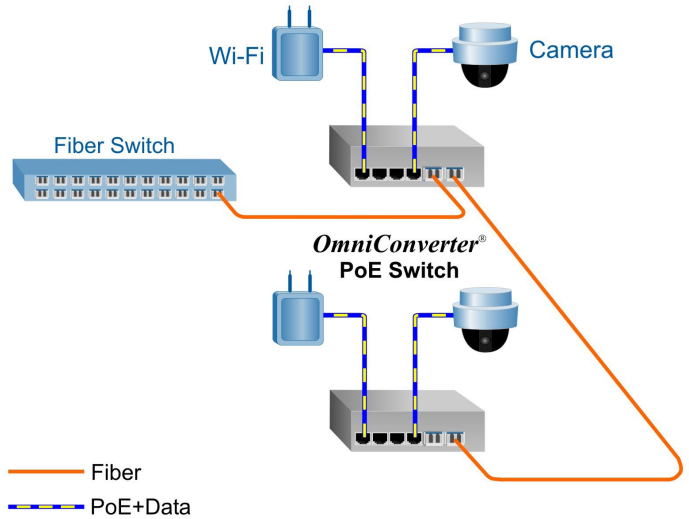 Wi-Fi
Camera
Fiber Switch
OmniConverter®
PoE Switch
Fiber
PoE+Data